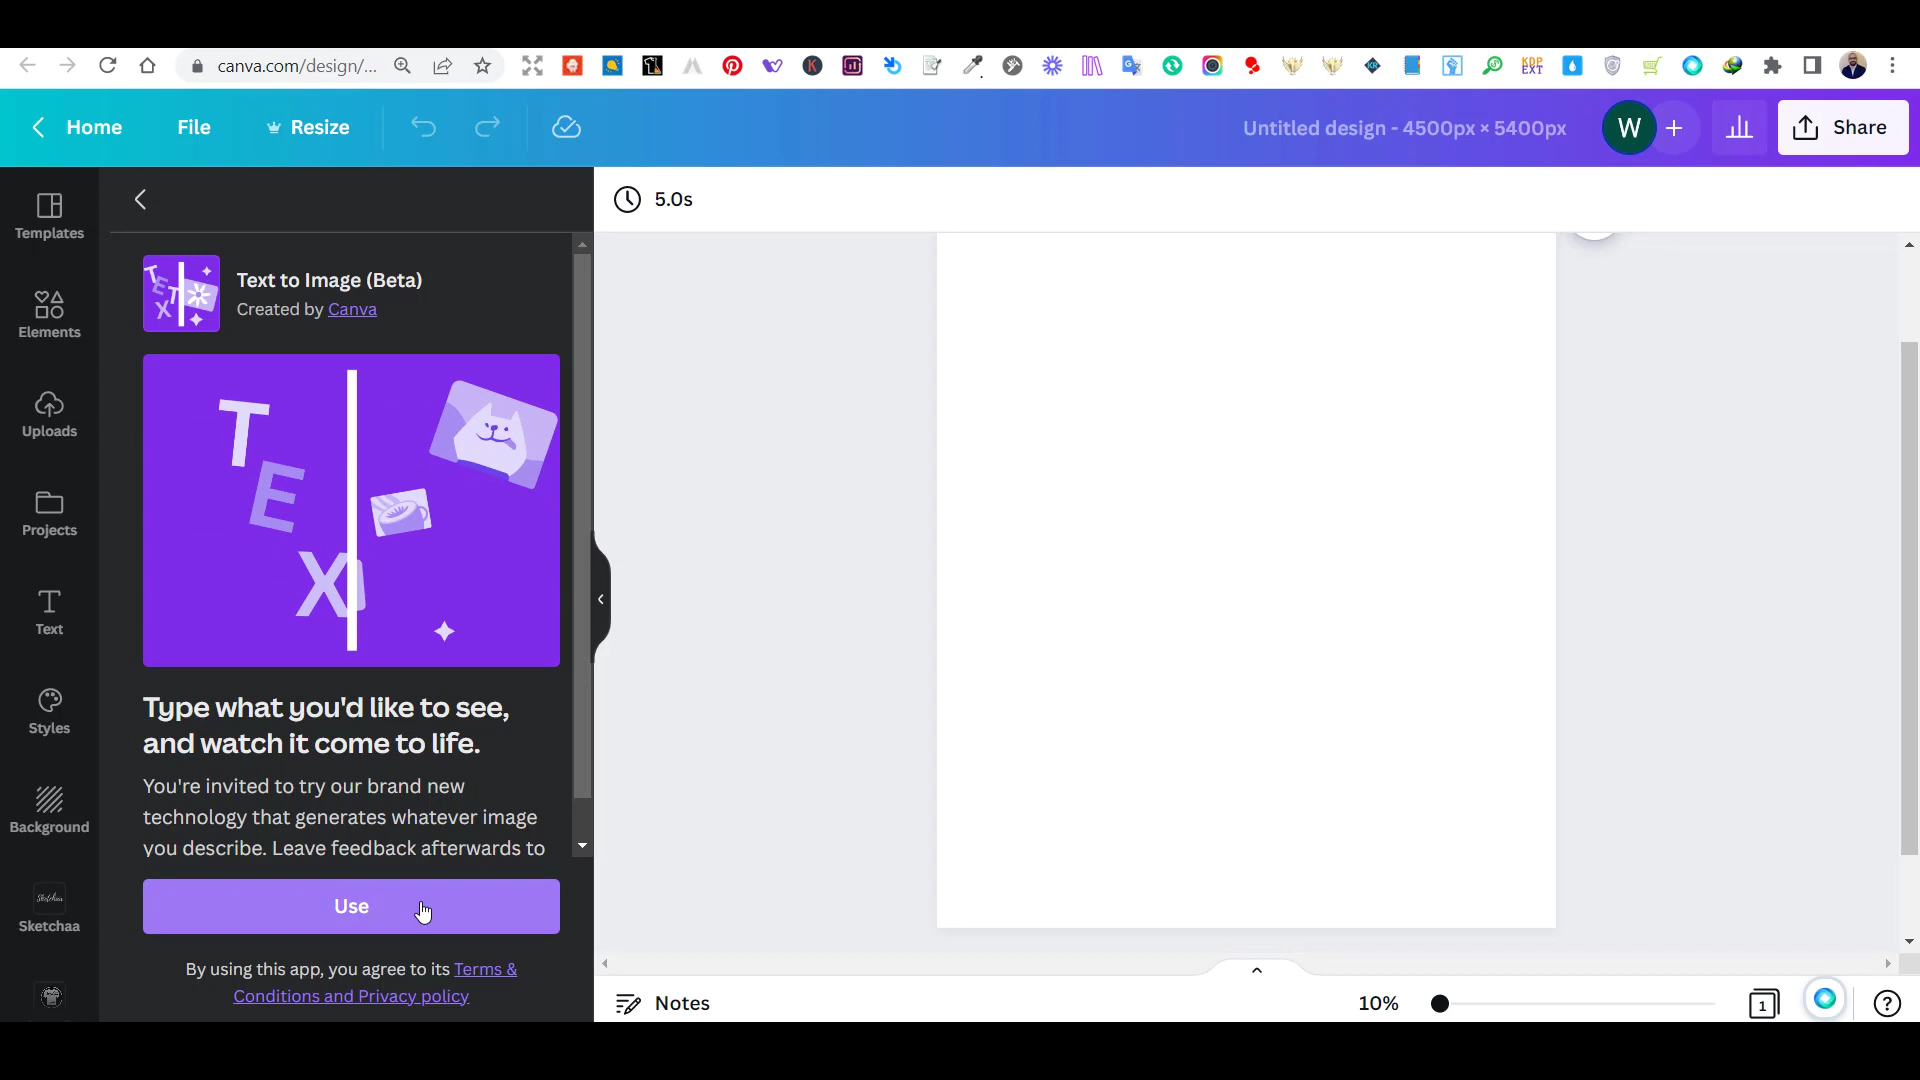 canva.com/design/...
KDP
EXT
Home
File
Resize
Untitled design - 4500px × 5400px
W
Share
Templates
Elements
Uploads
Projects
Text
Styles
Background
Sketchaa
Sketchaa
5.0s
Text to Image (Beta)
Created by Canva
T
E
X
Type what you'd like to see,
and watch it come to life.
You're invited to try our brand new
technology that generates whatever image
you describe. Leave feedback afterwards to
Use
By using this app, you agree to its Terms &
Conditions and Privacy policy
Notes
10%
1
?